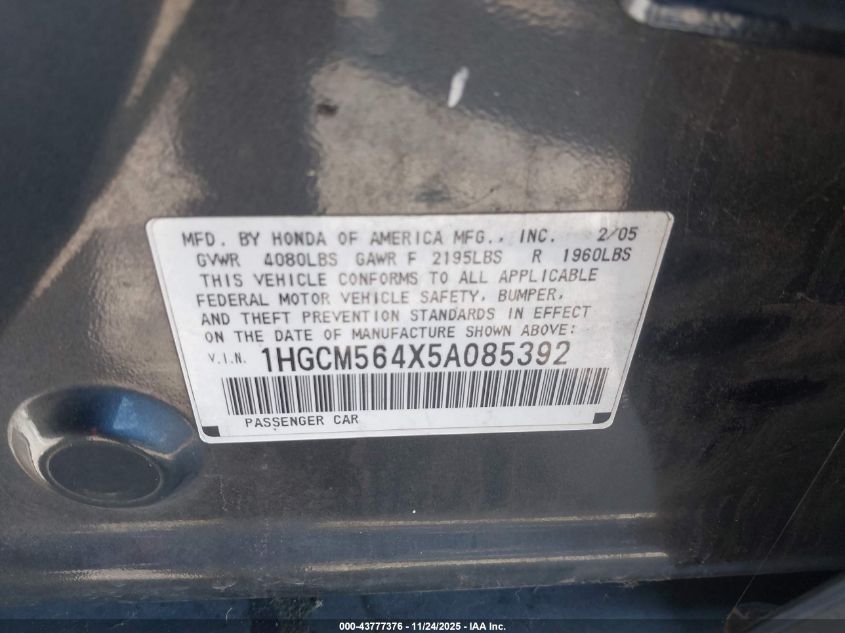 MFD. BY HONDA OF AMERICA MFG., INC. 2/05
GVWR 4080LBS GAWR F 2195LBS R 1960LBS
THIS VEHICLE CONFORMS TO ALL APPLICABLE
FEDERAL MOTOR VEHICLE SAFETY, BUMPER,
AND THEFT PREVENTION STANDARDS IN EFFECT
ON THE DATE OF MANUFACTURE SHOWN ABOVE:
V.I.N. 1HGCM564X5A085392
PASSENGER CAR
000-43777376 - 11/24/2025 - IAA Inc.